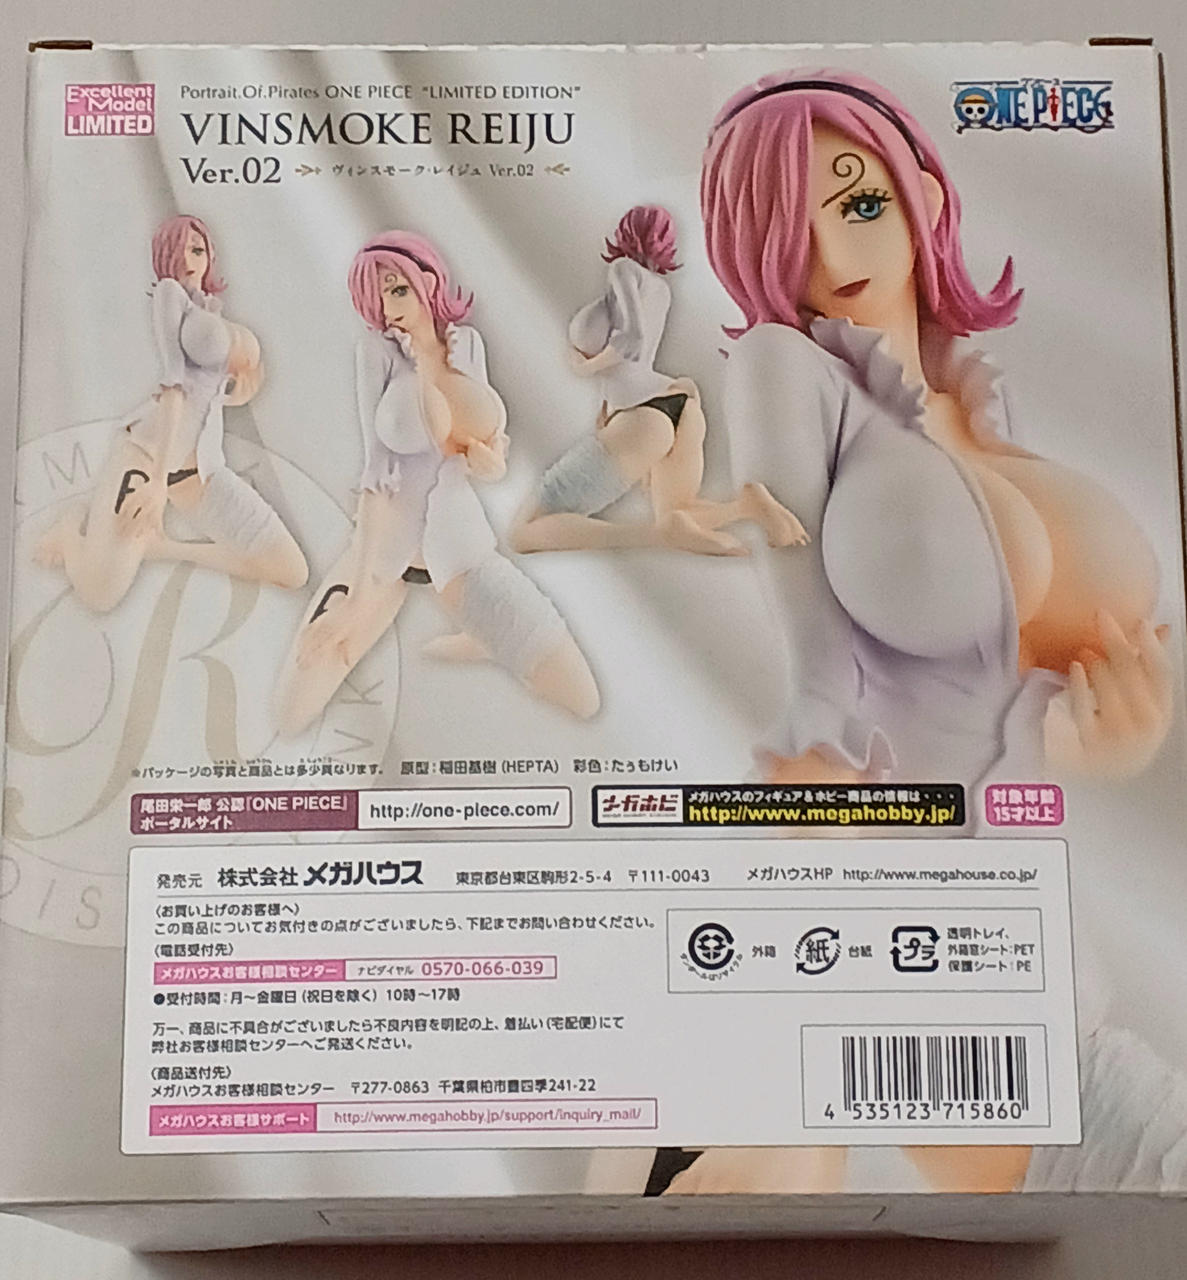 Excellent
Model
LIMITED
Portrait.Of.Pirates ONE PIECE "LIMITED EDITION"
VINSMOKE REIJU
Ver.02
ヴィンスモーク・レイジュ Ver.02
ワンピース
ONE PIECE
※パッケージの写真と商品とは多少異なります。 原型:稲田基樹(HEPTA) 彩色:たぅもけい
尾田栄一郎 公認『ONE PIECE』
ポータルサイト
http://one-piece.com/
メガホビ
メガハウスのフィギュア&ホビー商品の情報は・・・
http://www.megahobby.jp/
対象年齢
15才以上
発売元 株式会社メガハウス 東京都台東区駒形2-5-4 〒111-0043 メガハウスHP http://www.megahouse.co.jp/
〈お買い上げのお客様へ〉
この商品についてお気付きの点がございましたら、下記までお問い合わせください。
〈電話受付先〉
メガハウスお客様相談センター ナビダイヤル 0570-066-039
●受付時間:月~金曜日(祝日を除く) 10時~17時
万一、商品に不具合がございましたら不良内容を明記の上、着払い(宅配便)にて
弊社お客様相談センターへご発送ください。
〈商品送付先〉
メガハウスお客様相談センター 〒277-0863 千葉県柏市豊四季241-22
メガハウスお客様サポート http://www.megahobby.jp/support/inquiry_mail/
ダンボールはリサイクル
外箱
紙
台紙
プラ
透明トレイ、
外箱窓シート:PET
保護シート:PE
4 535123 715860